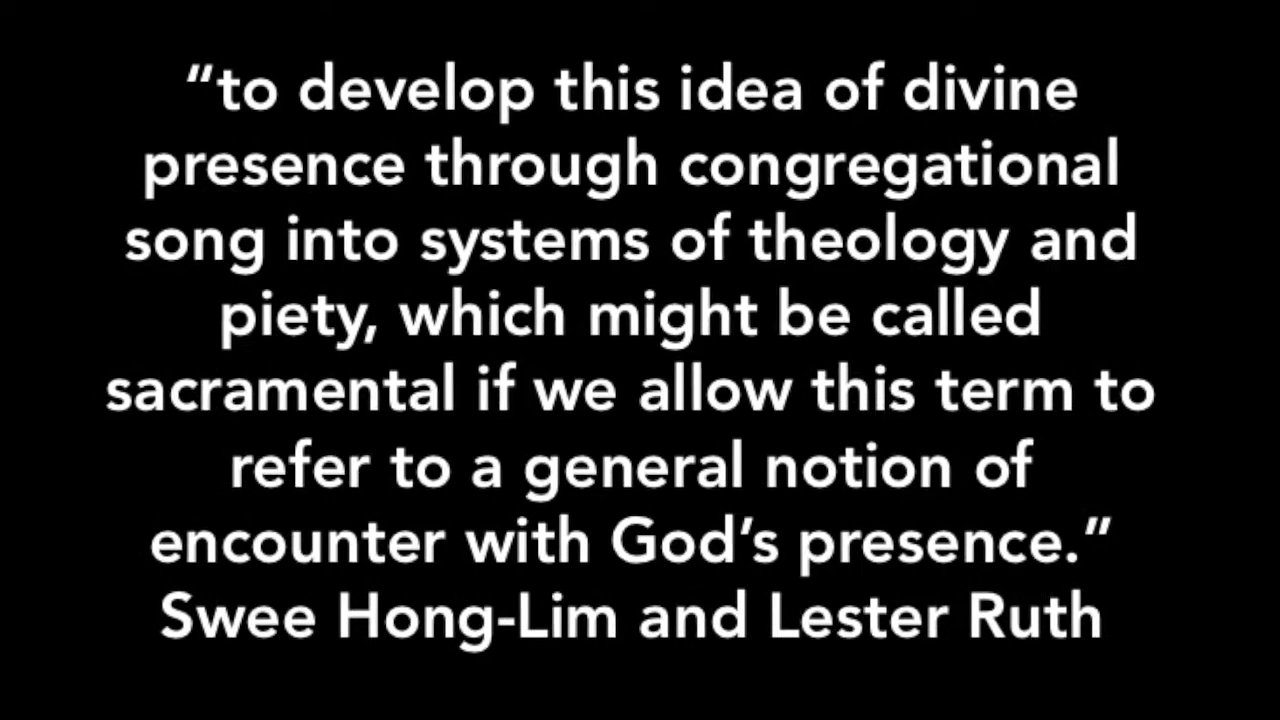 “to develop this idea of divine
presence through congregational
song into systems of theology and
piety, which might be called
sacramental if we allow this term to
refer to a general notion of
encounter with God’s presence.”
Swee Hong-Lim and Lester Ruth